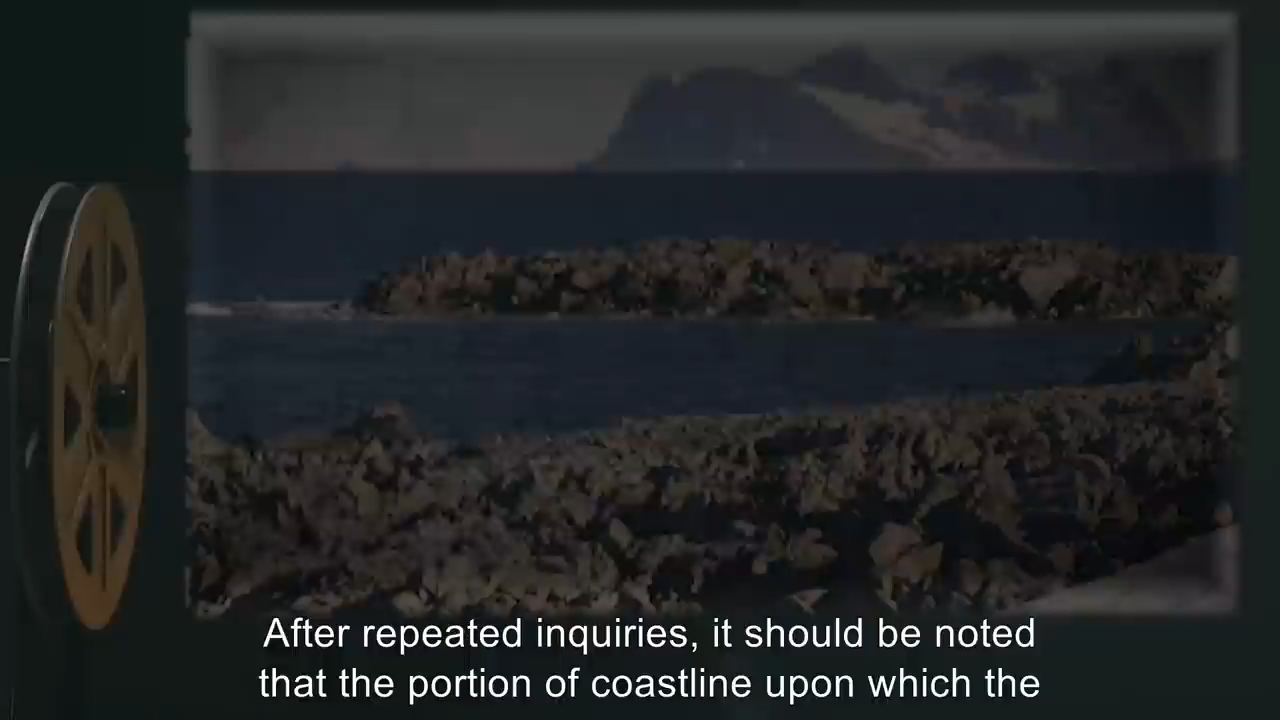 After repeated inquiries, it should be noted
that the portion of coastline upon which the